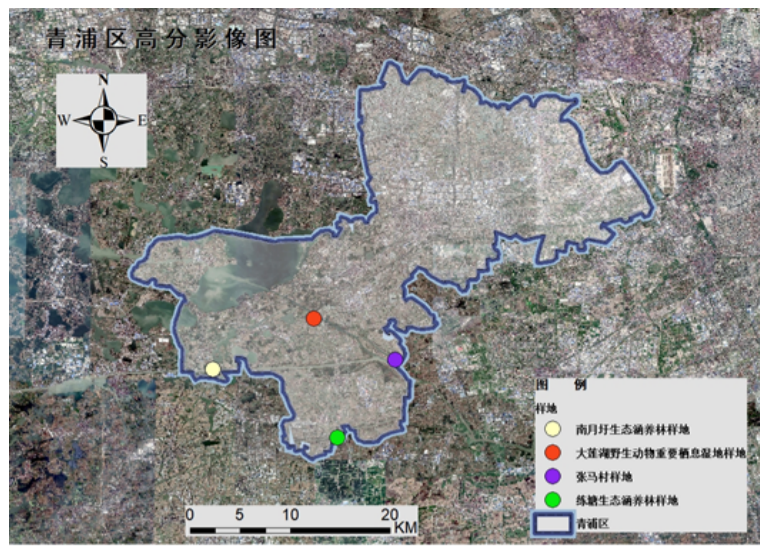 青浦区高分影像图
N
W E
S
图 例
样地
南月圩生态涵养林样地
大莲湖野生动物重要栖息湿地样地
张马村样地
练塘生态涵养林样地
青浦区
0 5 10 20
KM